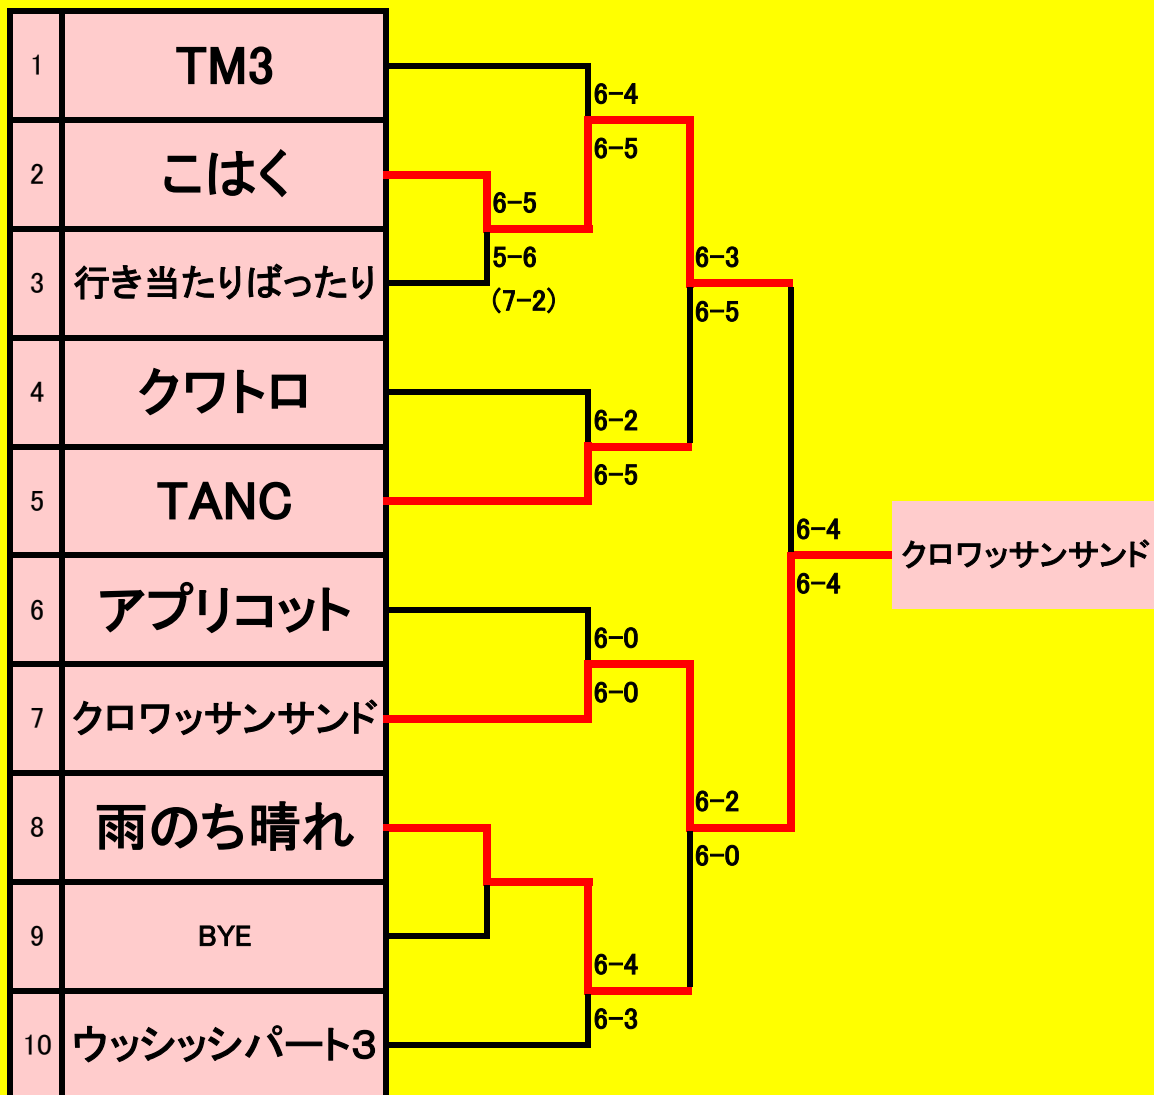 1 TM3
6-4
2 こはく
6-5
6-5
3 行き当たりばったり
5-6
(7-2)
6-3
6-5
4 クワトロ
6-2
5 TANC
6-5
6-4
クロワッサンサンド
6-4
6 アプリコット
6-0
7 クロワッサンサンド
6-0
8 雨のち晴れ
6-2
6-0
9 BYE
6-4
10 ウッシッシパート3
6-3